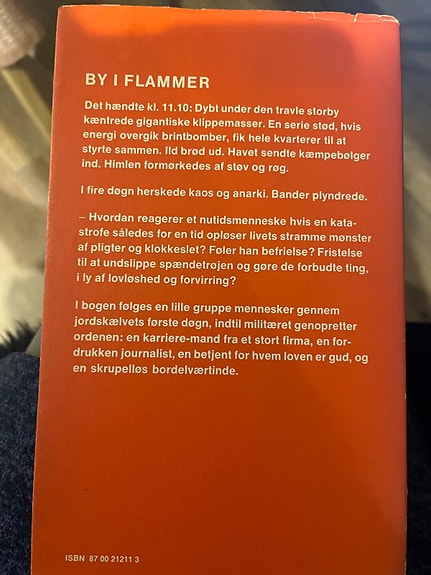 BY I FLAMMER
Det hændte kl. 11.10: Dybt under den travle storby
kæntrede gigantiske klippemasser. En serie stød, hvis
energi overgik brintbomber, fik hele kvarterer til at
styrte sammen. Ild brød ud. Havet sendte kæmpebølger
ind. Himlen formørkedes af støv og røg.
I fire døgn herskede kaos og anarki. Bander plyndrede.
– Hvordan reagerer et nutidsmenneske hvis en kata-
strofe således for en tid opløser livets stramme mønster
af pligter og klokkeslet? Føler han befrielse? Fristelse
til at undslippe spændetrøjen og gøre de forbudte ting,
i ly af lovløshed og forvirring?
I bogen følges en lille gruppe mennesker gennem
jordskælvets første døgn, indtil militæret genopretter
ordenen: en karriere-mand fra et stort firma, en for-
drukken journalist, en betjent for hvem loven er gud, og
en skrupelløs bordelværtinde.
ISBN 87 00 21211 3